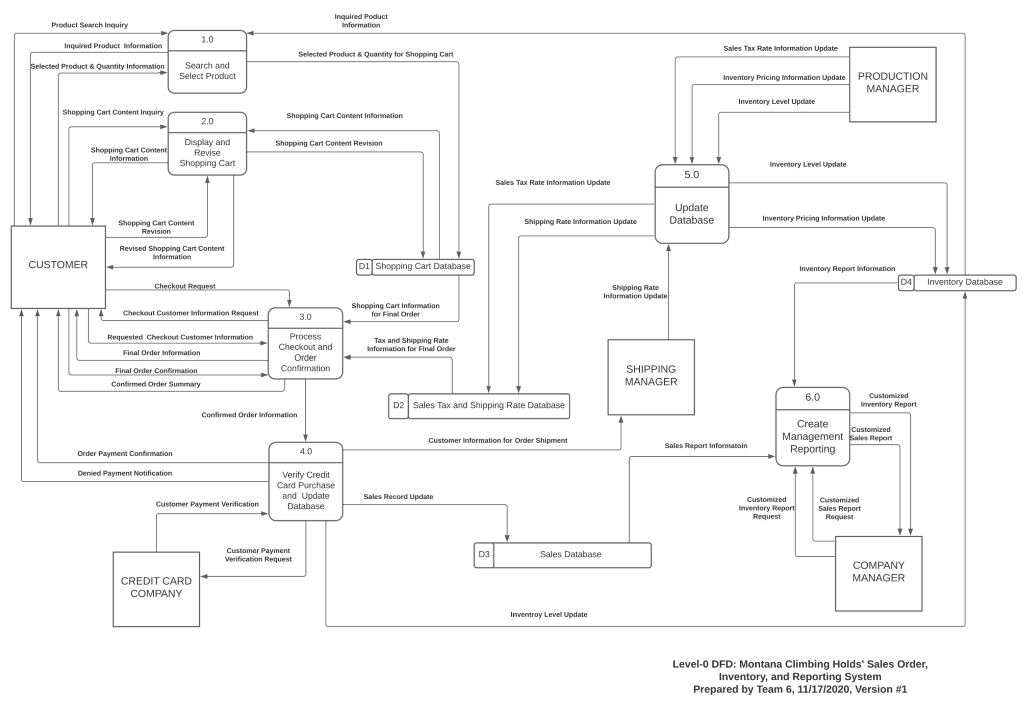 Inquired Poduct
Information
Product Search Inquiry
1.0
Inquired Product  Information
Search and
Select Product
Selected Product & Quantity for Shopping Cart
Selected Product & Quantity Information
Sales Tax Rate Information Update
PRODUCTION
MANAGER
Inventory Pricing Information Update
Inventory Level Update
Shopping Cart Content Inquiry
2.0
Display and
Revise
Shopping Cart
Shopping Cart Content Information
Shopping Cart Content Revision
Shopping Cart Content
Information
5.0
Update
Database
Inventory Level Update
Sales Tax Rate Information Update
Shipping Rate Information Update
Inventory Pricing Information Update
Shopping Cart Content
Revision
Revised Shopping Cart Content
Information
CUSTOMER
D1
Shopping Cart Database
Inventory Report Information
D4
Inventory Database
Checkout Request
Shipping Rate
Information Update
Shopping Cart Information
for Final Order
Checkout Customer Information Request
3.0
Process
Checkout and
Order
Confirmation
Requested  Checkout Customer Information
Tax and Shipping Rate
Information for Final Order
Final Order Information
Final Order Confirmation
Confirmed Order Summary
SHIPPING
MANAGER
D2
Sales Tax and Shipping Rate Database
6.0
Create
Management
Reporting
Customized
Inventory Report
Customized
Sales Report
Confirmed Order Information
Customer Information for Order Shipment
Sales Report Informatoin
Order Payment Confirmation
4.0
Verify Credit
Card Purchase
and  Update
Database
Denied Payment Notification
Sales Record Update
Customer Payment Verification
Customized
Inventory Report
Request
Customized
Sales Report
Request
Customer Payment
Verification Request
D3
Sales Database
CREDIT CARD
COMPANY
COMPANY
MANAGER
Inventroy Level Update
Level-0 DFD: Montana Climbing Holds' Sales Order,
Inventory, and Reporting System
Prepared by Team 6, 11/17/2020, Version #1